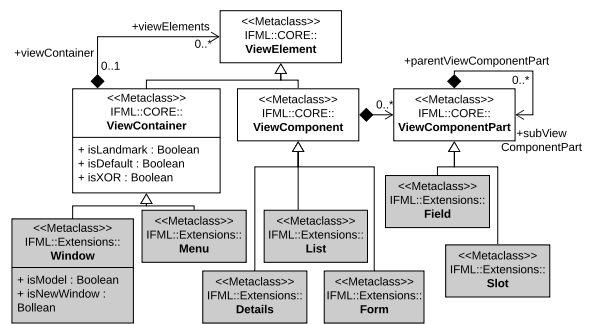 +viewElements
<<Metaclass>>
IFML::CORE::
ViewElement
+viewContainer
0..*
0..1
+parentViewComponentPart
0..*
<<Metaclass>>
IFML::CORE::
ViewContainer
+ isLandmark : Boolean
+ isDefault : Boolean
+ isXOR : Boolean
<<Metaclass>>
IFML::CORE::
ViewComponent
0..*
<<Metaclass>>
IFML::CORE::
ViewComponentPart
+subView
ComponentPart
<<Metaclass>>
IFML::Extensions::
Window
+ isModel : Boolean
+ isNewWindow :
Bollean
<<Metaclass>>
IFML::Extensions::
Menu
<<Metaclass>>
IFML::Extensions::
List
<<Metaclass>>
IFML::Extensions::
Field
<<Metaclass>>
IFML::Extensions::
Details
<<Metaclass>>
IFML::Extensions::
Form
<<Metaclass>>
IFML::Extensions::
Slot